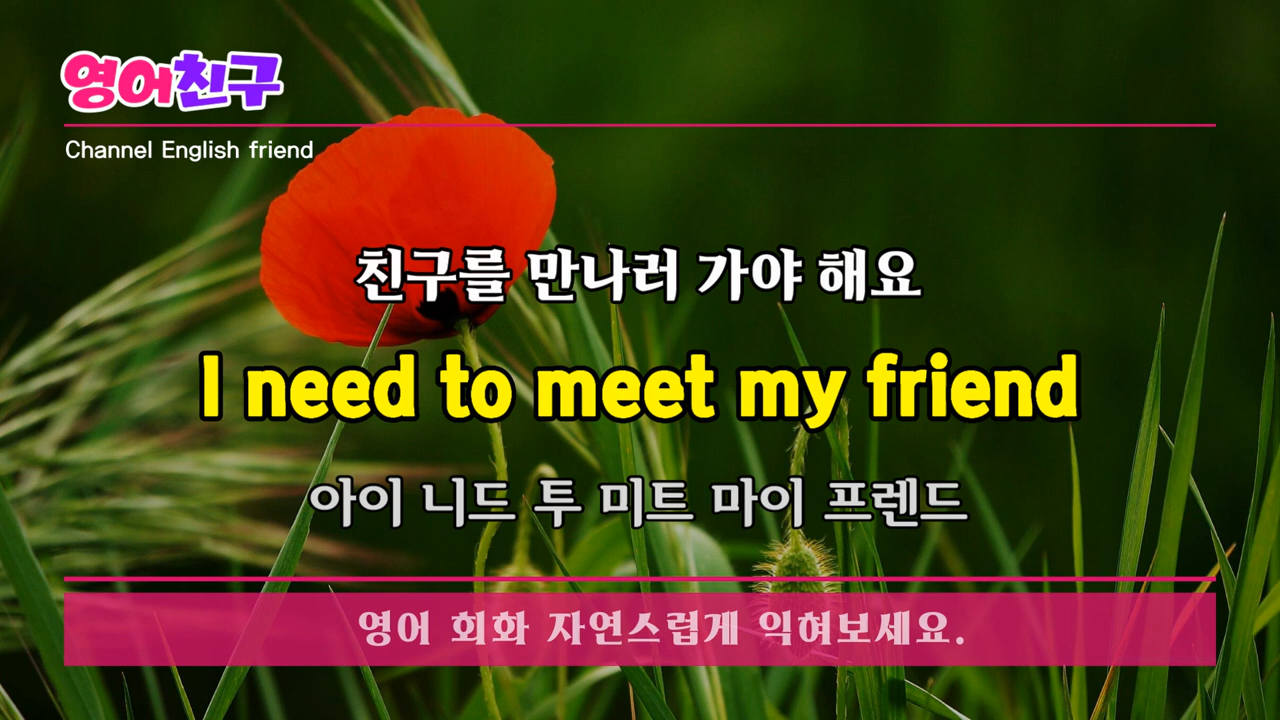 영어친구
Channel English friend
친구를 만나러 가야 해요
I need to meet my friend
아이 니드 투 미트 마이 프렌드
영어 회화 자연스럽게 익혀보세요.